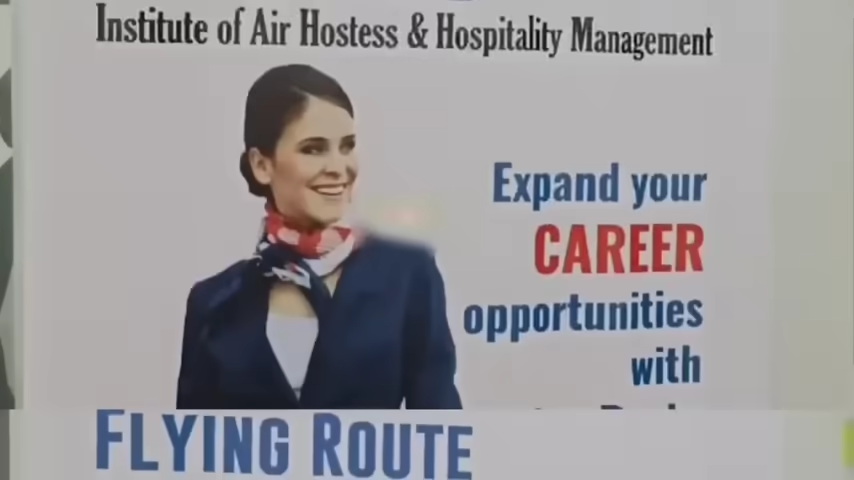 Institute of Air Hostess & Hospitality Management
Expand your
CAREER
opportunities
with
FLYING ROUTE